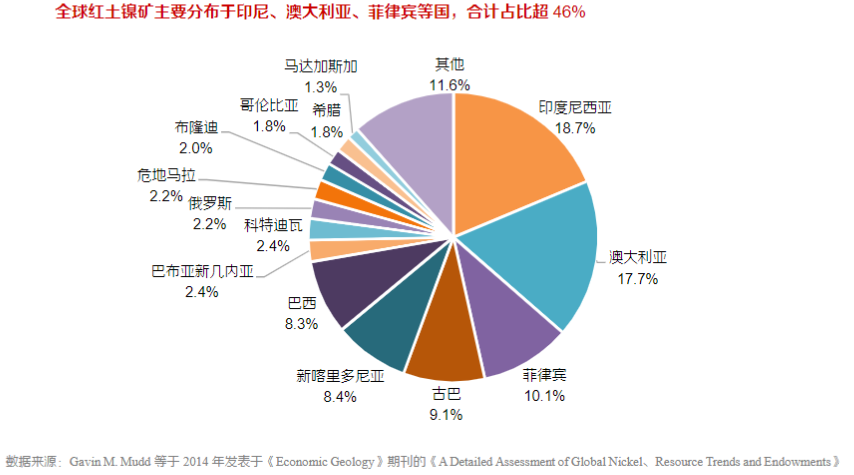 全球红土镍矿主要分布于印尼、澳大利亚、菲律宾等国，合计占比超 46%
其他
11.6%
印度尼西亚
18.7%
澳大利亚
17.7%
菲律宾
10.1%
古巴
9.1%
新喀里多尼亚
8.4%
巴西
8.3%
巴布亚新几内亚
2.4%
科特迪瓦
2.4%
俄罗斯
2.2%
危地马拉
2.2%
布隆迪
2.0%
哥伦比亚
1.8%
希腊
1.8%
马达加斯加
1.3%
数据来源：Gavin M. Mudd 等于 2014 年发表于《Economic Geology》期刊的《A Detailed Assessment of Global Nickel、Resource Trends and Endowments》